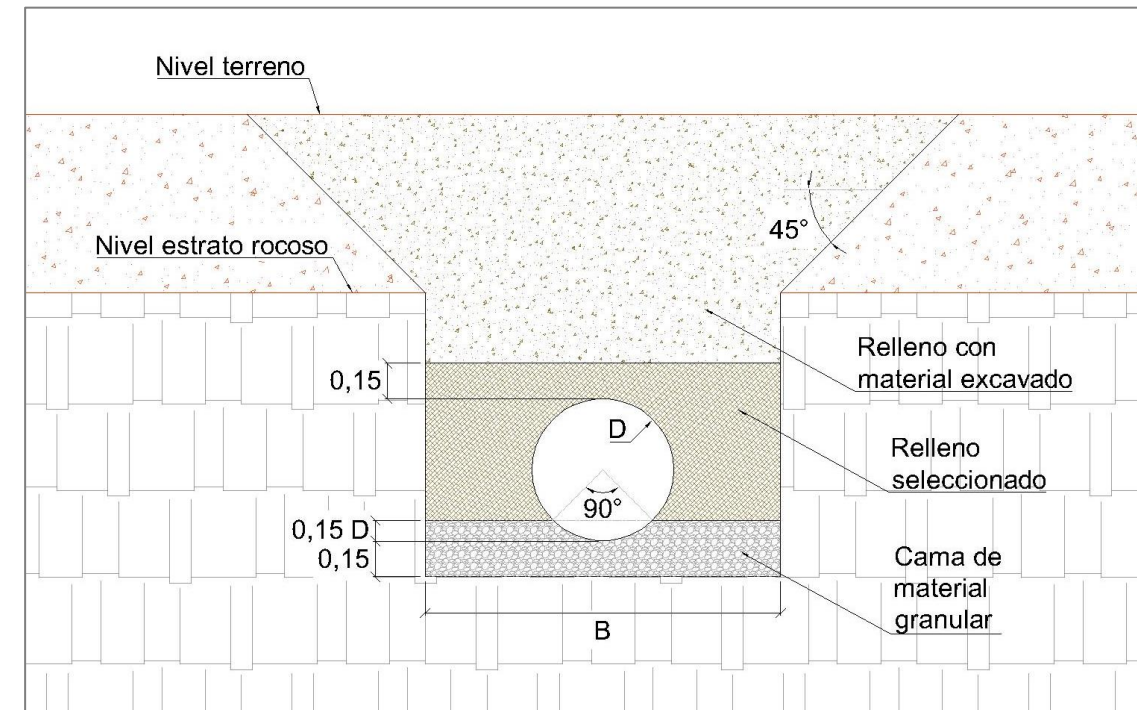 Nivel terreno
45°
Nivel estrato rocoso
0,15
Relleno con
material excavado
D
Relleno
seleccionado
90°
0,15 D
0,15
Cama de
material
granular
B